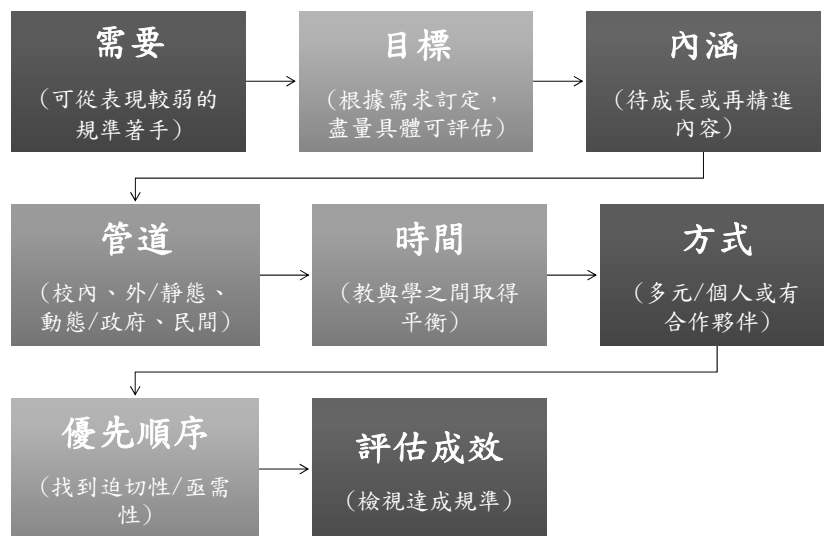 需要
（可從表現較弱的
規準著手）
目標
（根據需求訂定，
盡量具體可評估）
內涵
（待成長或再精進
內容）
管道
（校內、外/靜態、
動態/政府、民間）
時間
（教與學之間取得
平衡）
方式
（多元/個人或有
合作夥伴）
優先順序
（找到迫切性/亟需
性）
評估成效
（檢視達成規準）